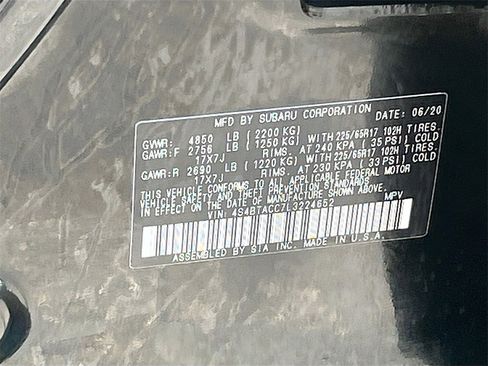 MFD BY SUBARU CORPORATION DATE: 06/20
GVWR: 4850 LB (2200 KG)
GAWR:F 2756 LB (1250 KG) WITH 225/65R17 102H TIRES.
17X7J RIMS. AT 240 KPA (35 PSI) COLD
GAWR:R 2690 LB (1220 KG) WITH 225/65R17 102H TIRES.
17X7J RIMS. AT 230 KPA (33 PSI) COLD
THIS VEHICLE CONFORMS TO ALL APPLICABLE FEDERAL MOTOR
VEHICLE SAFETY AND THEFT PREVENTION STANDARDS
IN EFFECT ON THE DATE OF MANUFACTURE
VIN: 4S4BTACC7L3224652 MPV
ASSEMBLED BY SIA INC. MADE IN U.S.A.